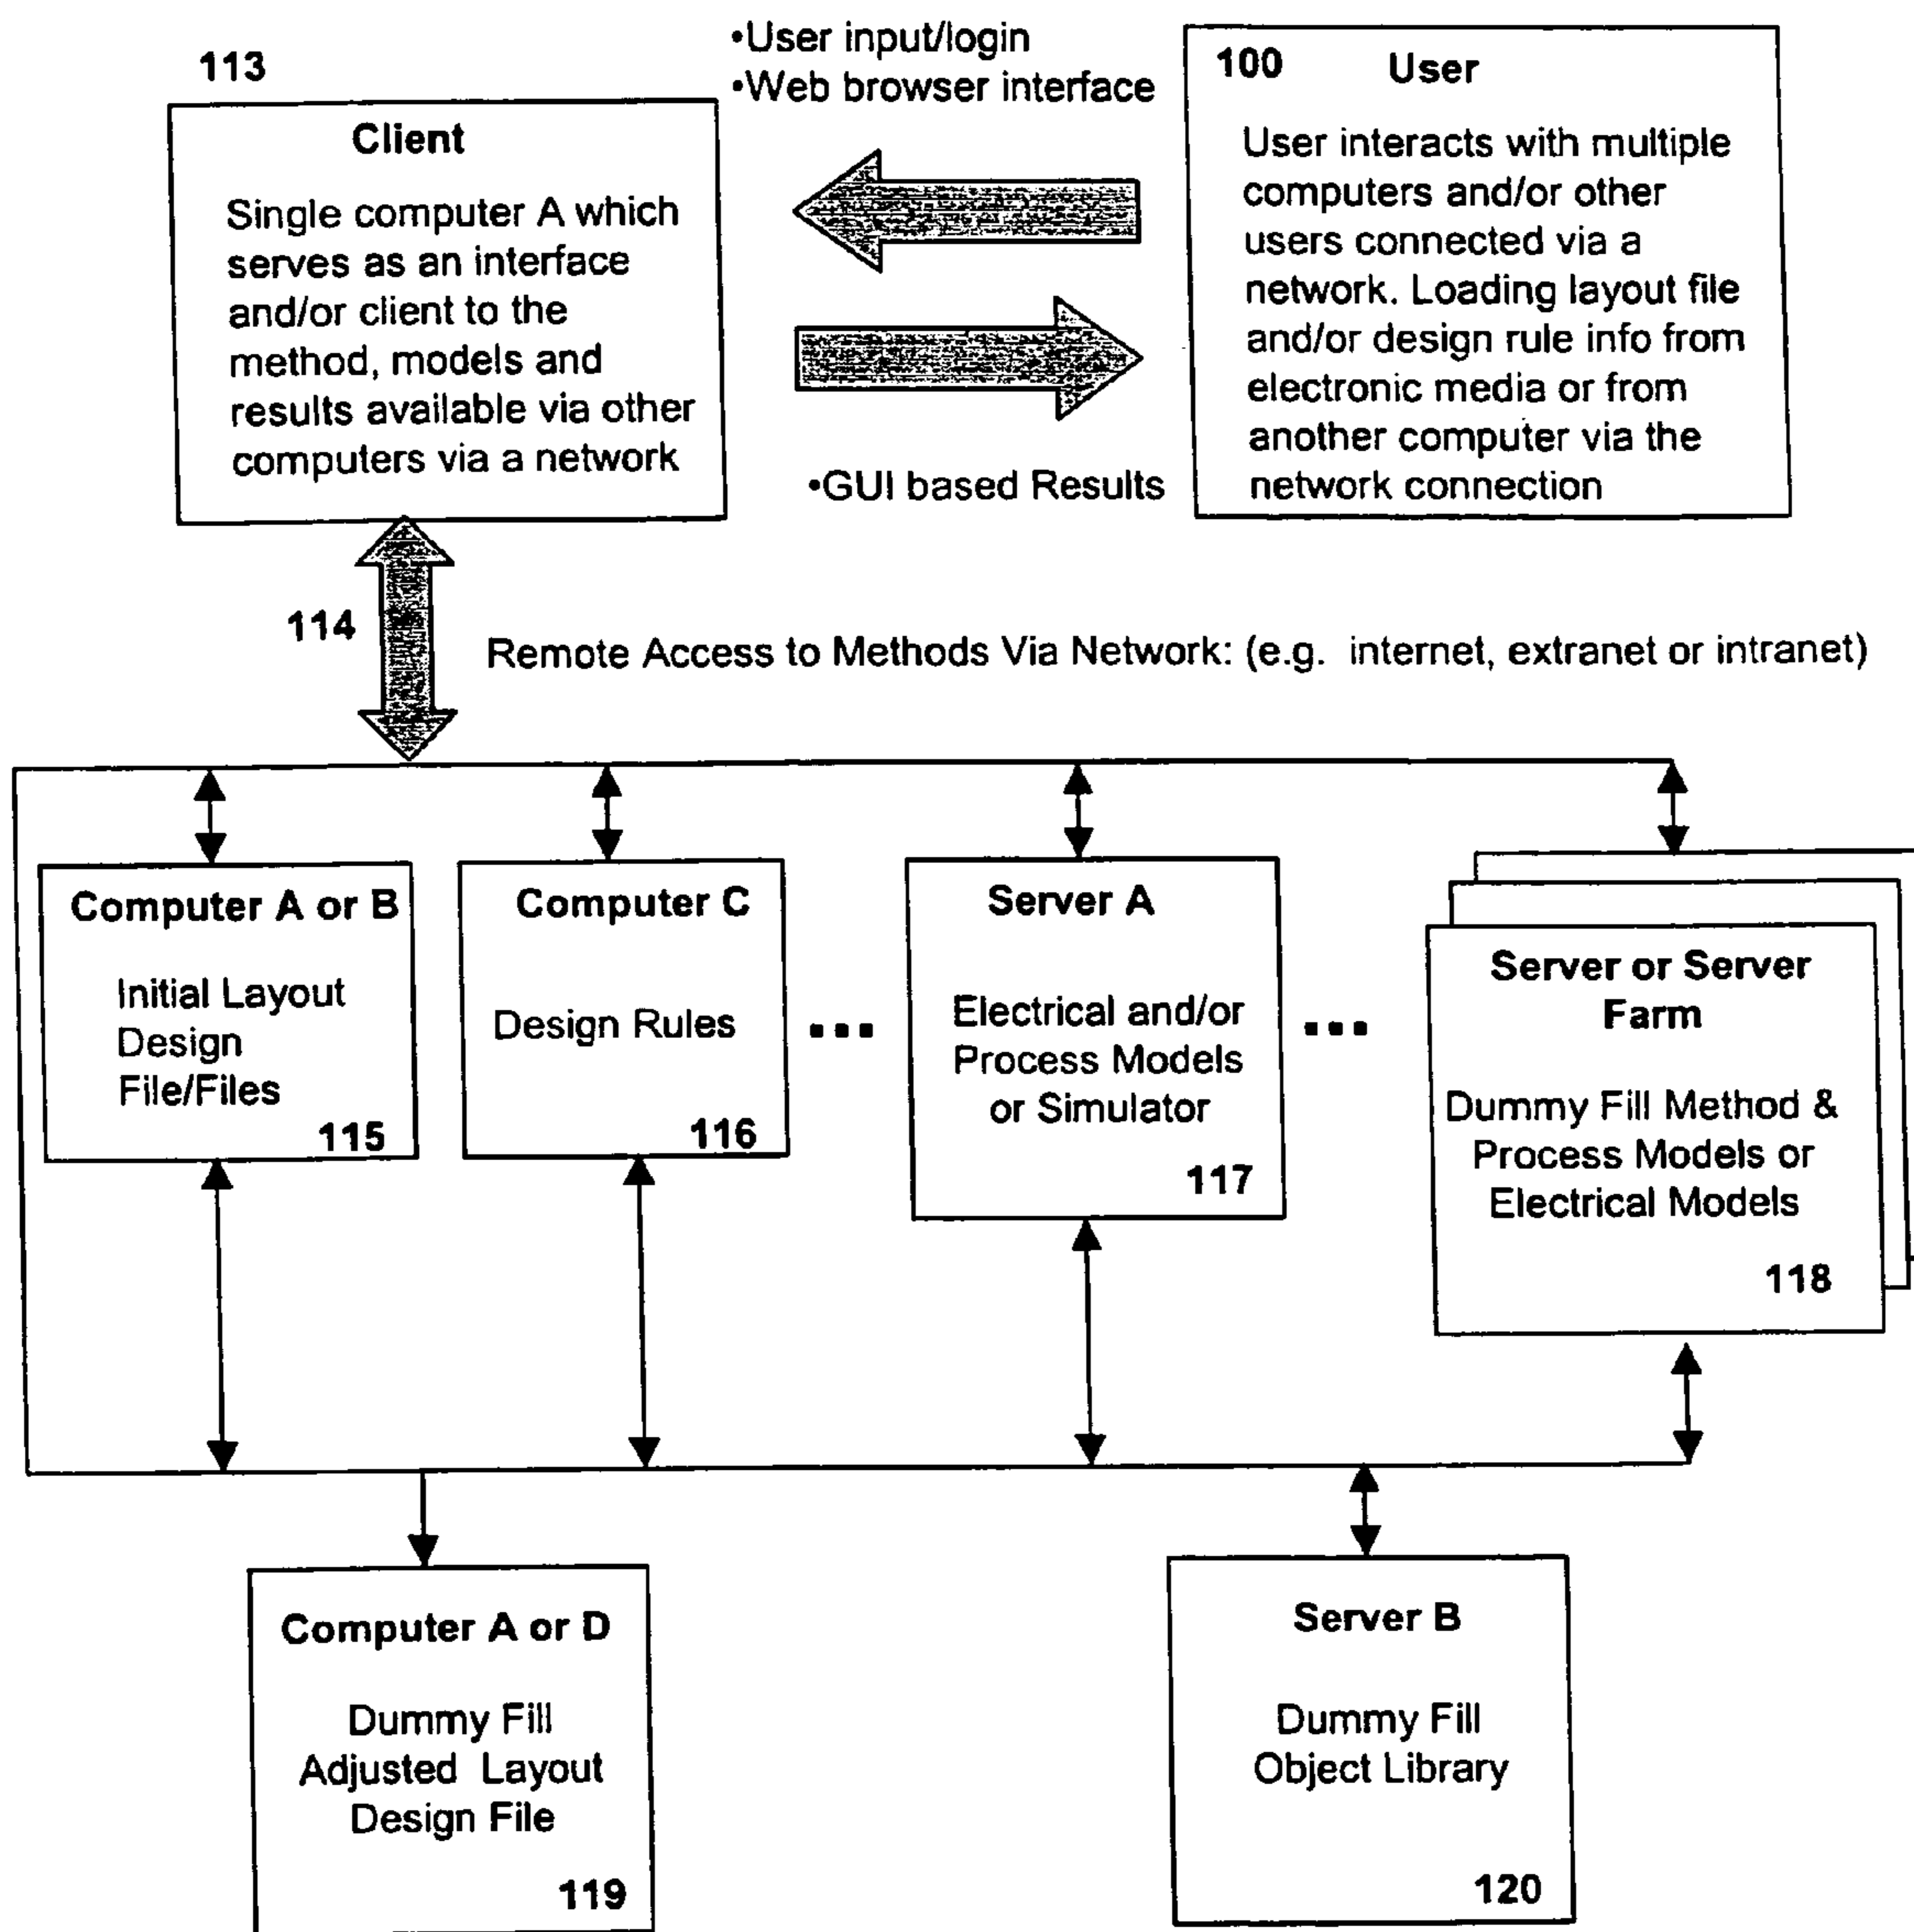 113
Client
Single computer A which
serves as an interface
and/or client to the
method, models and
results available via other
computers via a network
•User input/login
•Web browser interface
•GUI based Results
100 User
User interacts with multiple
computers and/or other
users connected via a
network. Loading layout file
and/or design rule info from
electronic media or from
another computer via the
network connection
114
Remote Access to Methods Via Network: (e.g. internet, extranet or intranet)
Computer A or B
Initial Layout
Design
File/Files
115
Computer C
Design Rules
116
...
Server A
Electrical and/or
Process Models
or Simulator
117
...
Server or Server
Farm
Dummy Fill Method &
Process Models or
Electrical Models
118
Computer A or D
Dummy Fill
Adjusted Layout
Design File
119
Server B
Dummy Fill
Object Library
120